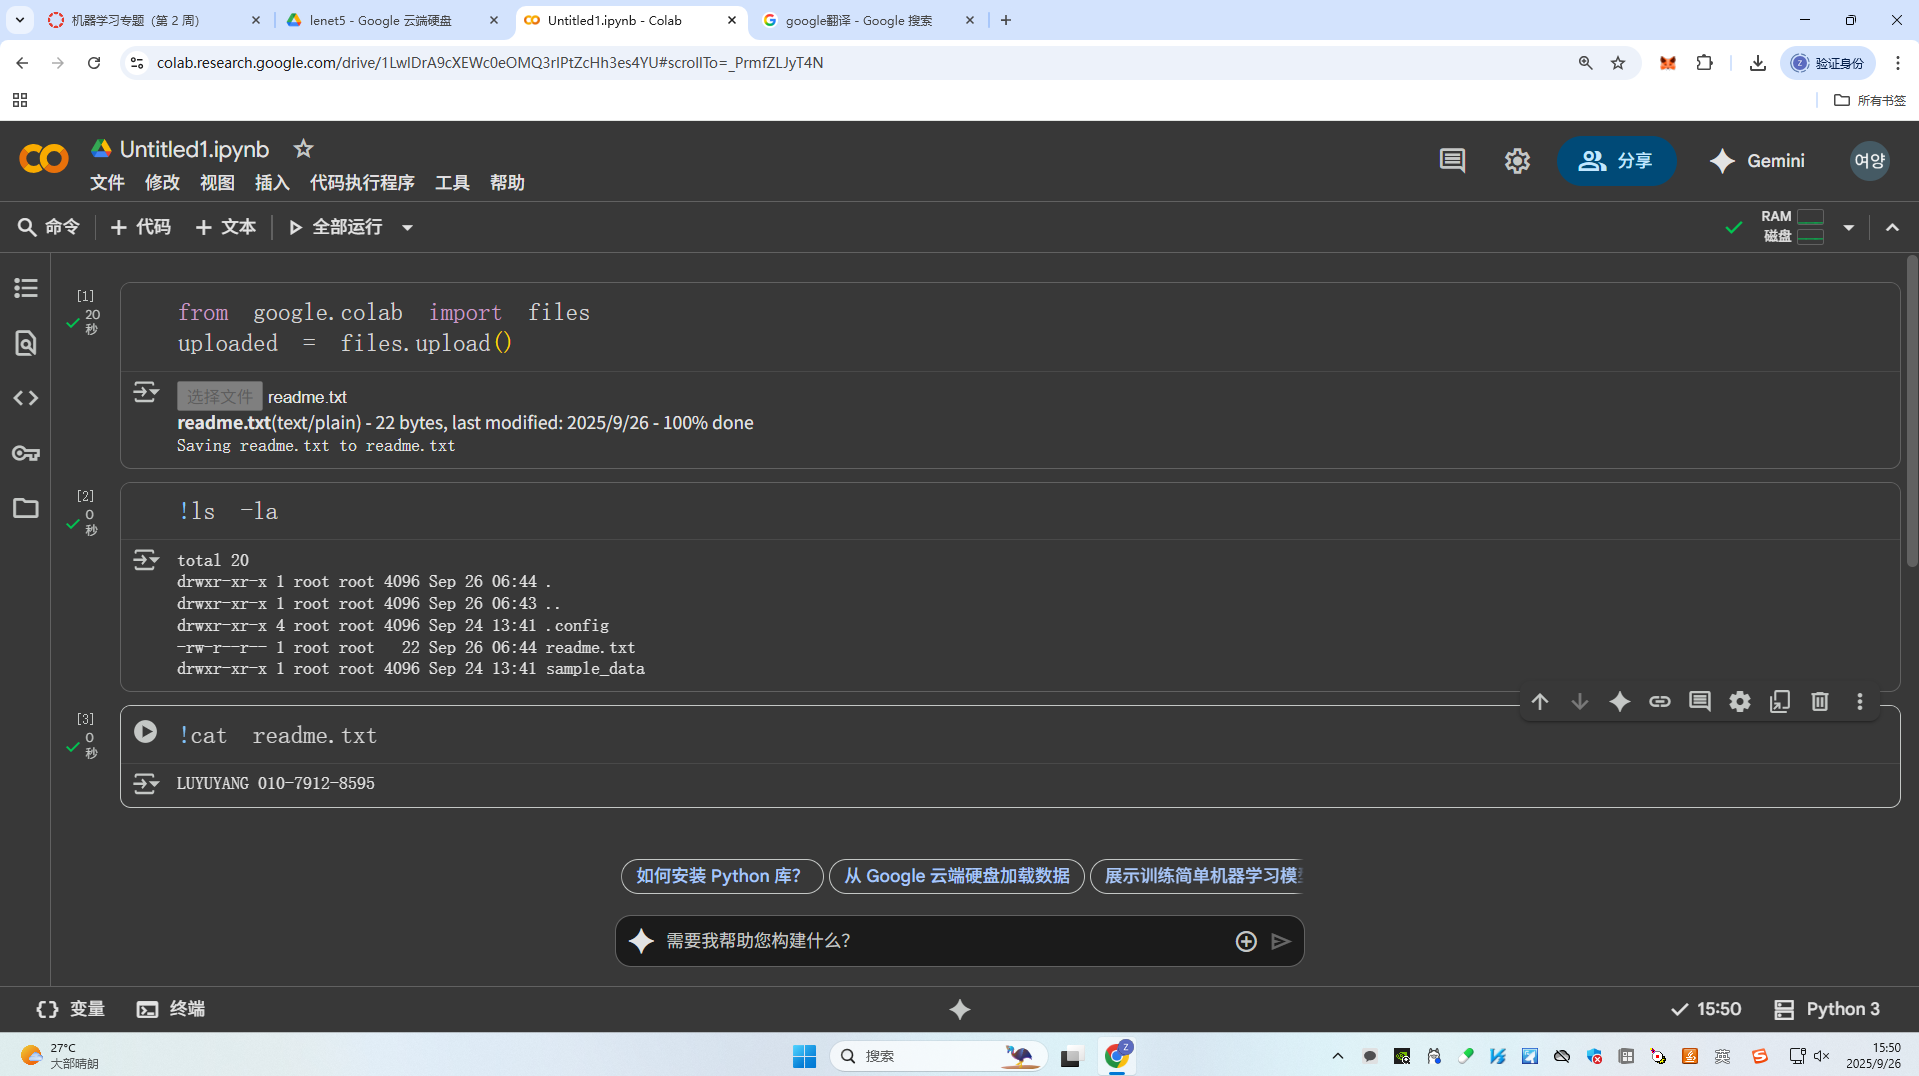 机器学习专题（第 2 周）
lenet5 - Google 云端硬盘
Untitled1.ipynb - Colab
google翻译 - Google 搜索
colab.research.google.com/drive/1LwIDrA9cXEWc0eOMQ3rIPtZcHh3es4YU#scrollTo=_PrmfZLJyT4N
验证身份
所有书签
Untitled1.ipynb
分享
Gemini
여양
文件 修改 视图 插入 代码执行程序 工具 帮助
命令 + 代码 + 文本 全部运行
RAM
磁盘
[1]
20
秒
from google.colab import files
uploaded = files.upload()
选择文件 readme.txt
readme.txt(text/plain) - 22 bytes, last modified: 2025/9/26 - 100% done
Saving readme.txt to readme.txt
[2]
0
秒
!ls -la
total 20
drwxr-xr-x 1 root root 4096 Sep 26 06:44 .
drwxr-xr-x 1 root root 4096 Sep 26 06:43 ..
drwxr-xr-x 4 root root 4096 Sep 24 13:41 .config
-rw-r--r-- 1 root root   22 Sep 26 06:44 readme.txt
drwxr-xr-x 1 root root 4096 Sep 24 13:41 sample_data
[3]
0
秒
!cat readme.txt
LUYUYANG 010-7912-8595
如何安装 Python 库？
从 Google 云端硬盘加载数据
展示训练简单机器学习模
需要我帮助您构建什么？
变量 终端
15:50 Python 3
27°C
大部晴朗
搜索
英
15:50
2025/9/26